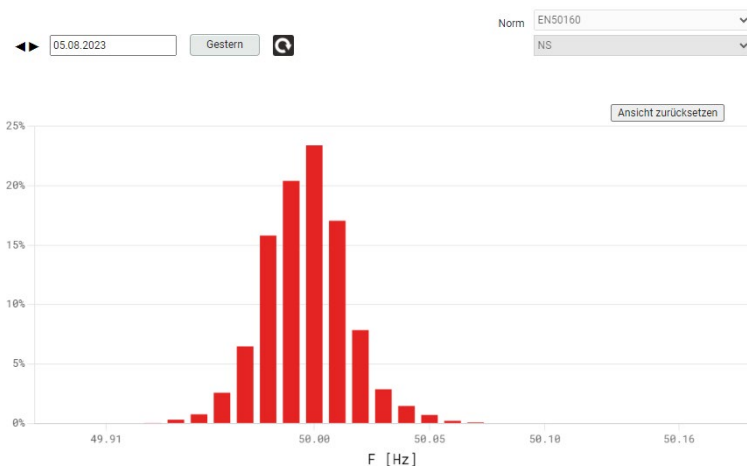 Norm EN50160
◀▶ 05.08.2023 Gestern NS
Ansicht zurücksetzen
25%
20%
15%
10%
5%
0%
49.91 50.00 50.05 50.10 50.16
F [Hz]